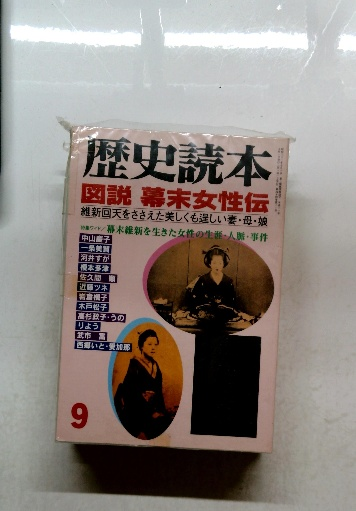 歴史読本
図説 幕末女性伝
維新回天をささえた美しくも逞しい妻・母・娘
幕末維新を生きた女性の生涯・人脈・事件
中山慶子
一条美賀
河井すが
榎本多津
佐久間 順
近藤ツネ
岩倉槇子
木戸松子
高杉政子・うの
りょう
武市 富
西郷いと・愛加那
9